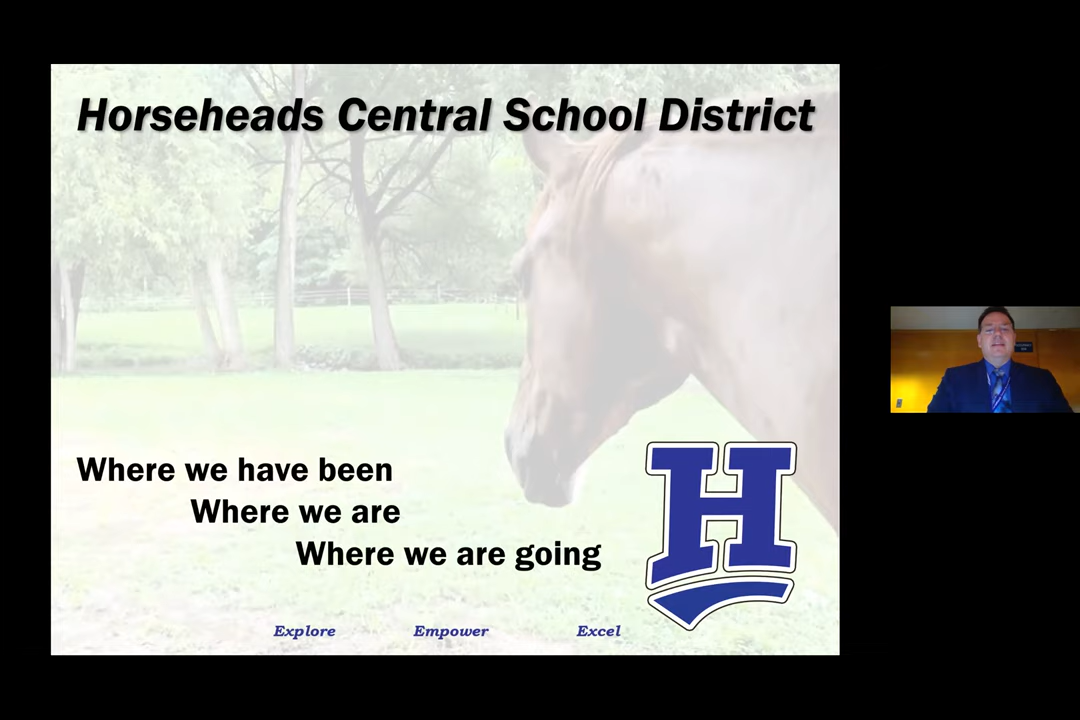 Horseheads Central School District
Where we have been
Where we are
Where we are going
H
Explore Empower Excel